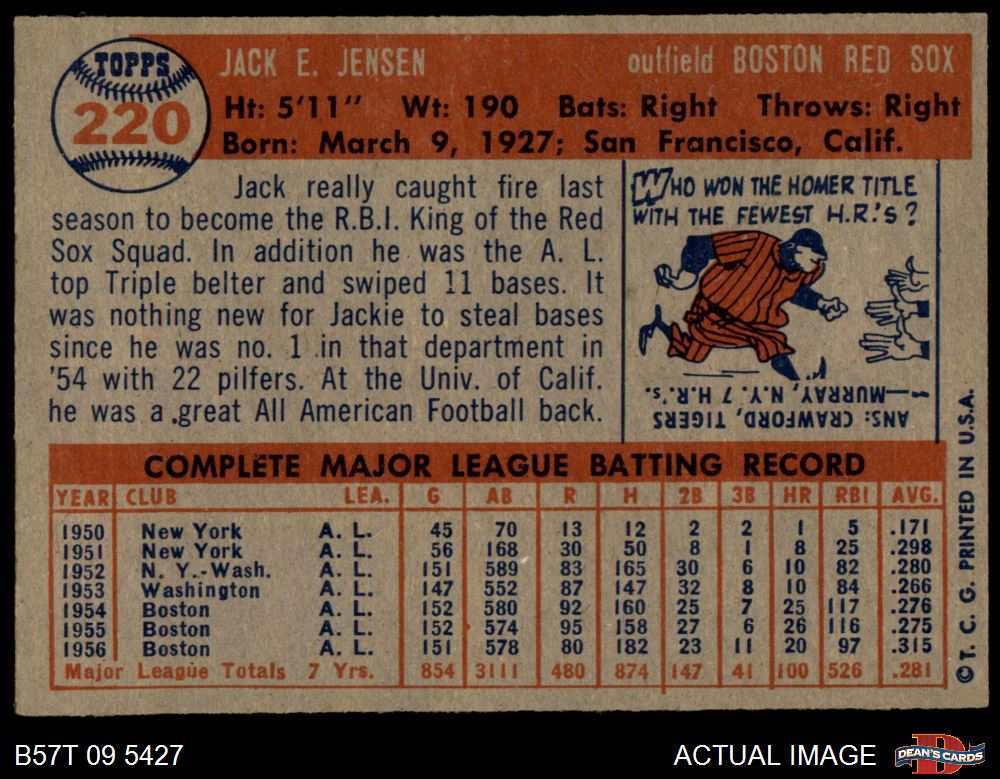 TOPPS
220
JACK E. JENSEN outfield BOSTON RED SOX
Ht: 5'11" Wt: 190 Bats: Right Throws: Right
Born: March 9, 1927; San Francisco, Calif.
Jack really caught fire last
season to become the R.B.I. King of the Red
Sox Squad. In addition he was the A. L.
top Triple belter and swiped 11 bases. It
was nothing new for Jackie to steal bases
since he was no. 1 in that department in
'54 with 22 pilfers. At the Univ. of Calif.
he was a great All American Football back.
WHO WON THE HOMER TITLE
WITH THE FEWEST H.R.'S?
ANS: CRAWFORD, TIGERS
—MURRAY, N.Y. 7 H.R.'s.
COMPLETE MAJOR LEAGUE BATTING RECORD
YEAR CLUB LEA. G AB R H 2B 3B HR RBI AVG.
1950 New York A. L. 45 70 13 12 2 2 1 5 .171
1951 New York A. L. 56 168 30 50 8 1 8 25 .298
1952 N. Y.-Wash. A. L. 151 589 83 165 30 6 10 82 .280
1953 Washington A. L. 147 552 87 147 32 8 10 84 .266
1954 Boston A. L. 152 580 92 160 25 7 25 117 .276
1955 Boston A. L. 152 574 95 158 27 6 26 116 .275
1956 Boston A. L. 151 578 80 182 23 11 20 97 .315
Major League Totals 7 Yrs. 854 3111 480 874 147 41 100 526 .281
©T. C. G. PRINTED IN U.S.A.
B57T 09 5427
ACTUAL IMAGE
DEAN'S CARDS